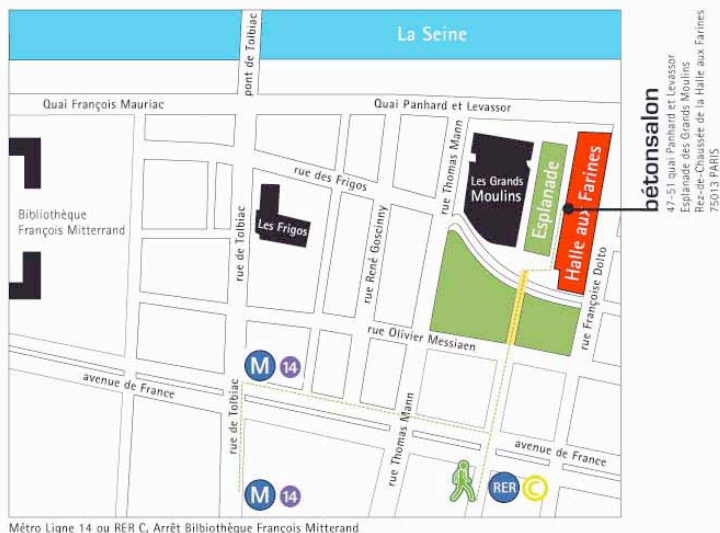 La Seine
pont de Tolbiac
Quai François Mauriac
Quai Panhard et Levassor
rue des Frigos
rue Thomas Mann
Les Grands
Moulins
Esplanade
Halle aux Farines
bétonsalon
47-51 quai Panhard et Levassor
Esplanade des Grands Moulins
Rez-de-Chaussée de la Halle aux Farines
75013 PARIS
Bibliothèque
François Mitterrand
rue de Tolbiac
Les Frigos
rue René Goscinny
rue Françoise Dolto
rue Olivier Messiaen
M 14
avenue de France
rue de Tolbiac
rue Thomas Mann
avenue de France
M 14
RER C
Métro Ligne 14 ou RER C, Arrêt Bilbiothèque François Mitterrand